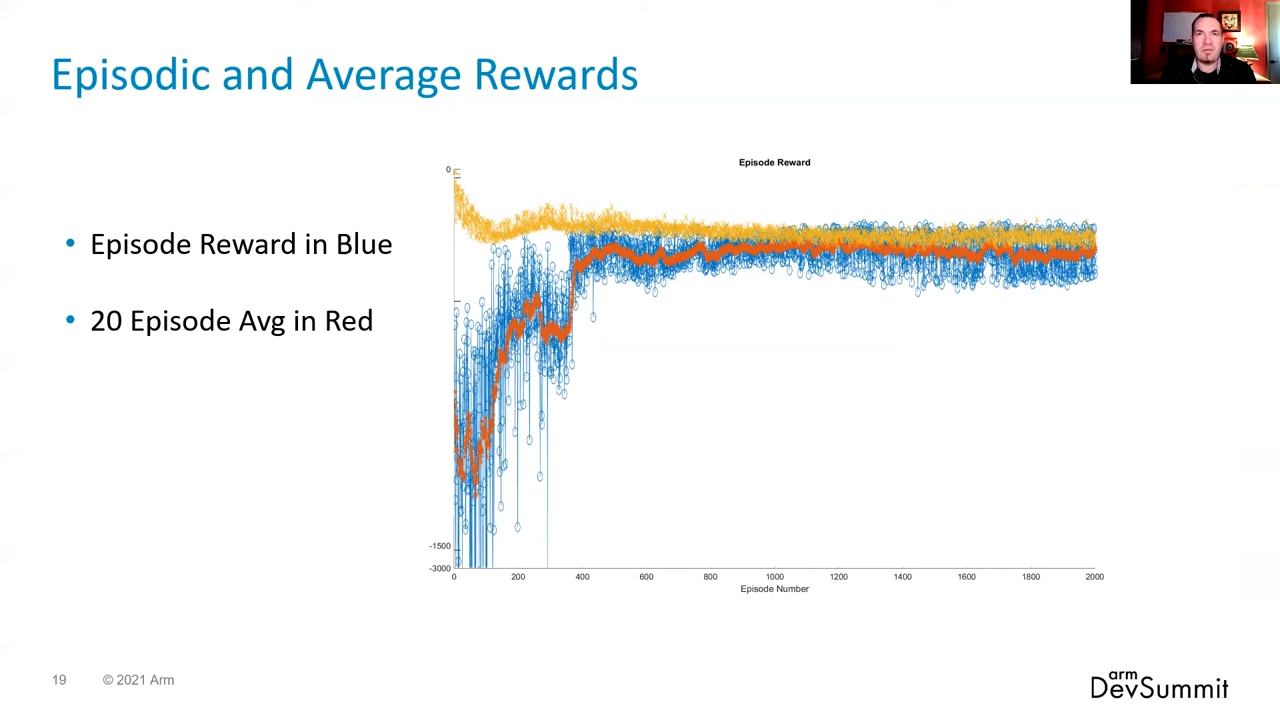 Episodic and Average Rewards
• Episode Reward in Blue
• 20 Episode Avg in Red
Episode Reward
0
-1500
-3000
0 200 400 600 800 1000 1200 1400 1600 1800 2000
Episode Number
19 © 2021 Arm
arm
DevSummit